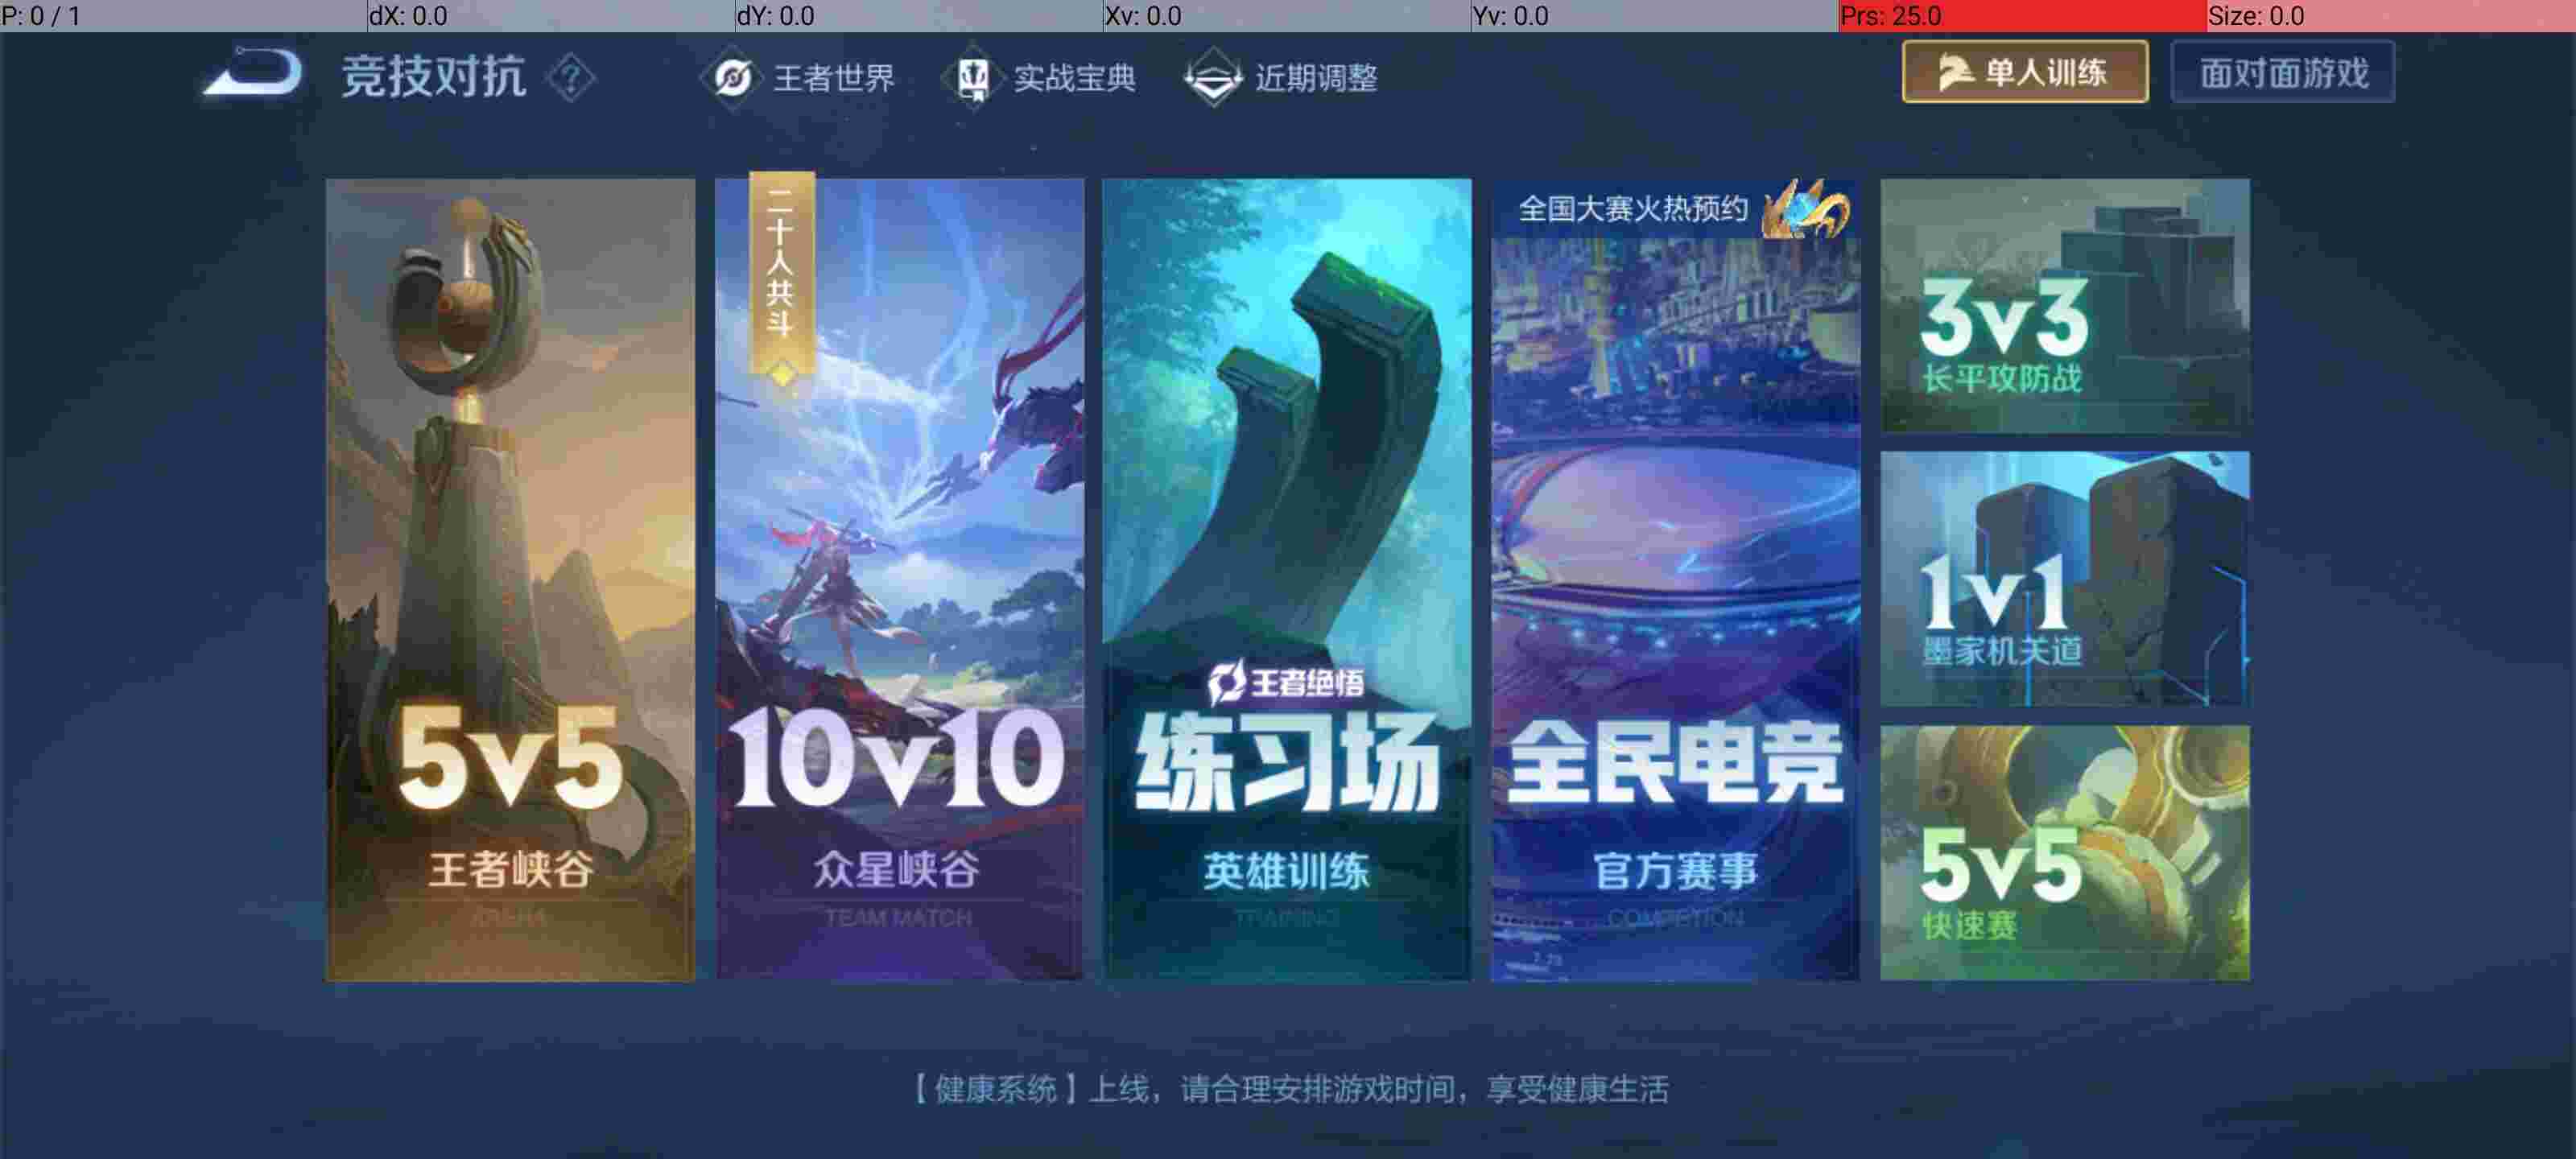 P: 0 / 1
dX: 0.0
dY: 0.0
Xv: 0.0
Yv: 0.0
Prs: 25.0
Size: 0.0
竞技对抗
?
王者世界
实战宝典
近期调整
单人训练
面对面游戏
5v5
王者峡谷
ARENA
二十人共斗
10v10
众星峡谷
TEAM MATCH
王者绝悟
练习场
英雄训练
TRAINING
全国大赛火热预约
全民电竞
官方赛事
COMPETION
3v3
长平攻防战
1v1
墨家机关道
5v5
快速赛
【健康系统】上线，请合理安排游戏时间，享受健康生活